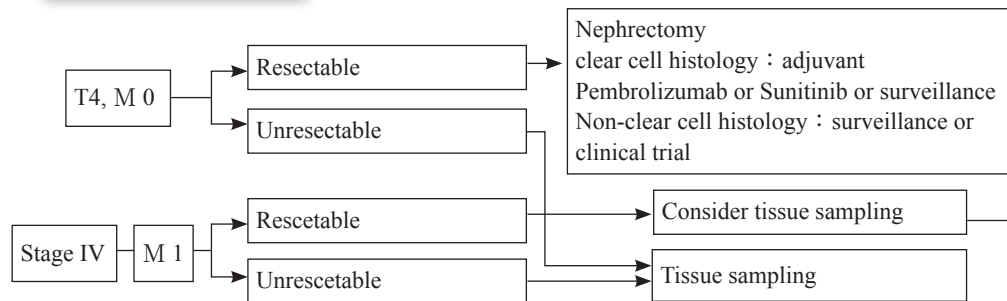 T4, M 0
Resectable
Unresectable
Nephrectomy
clear cell histology：adjuvant
Pembrolizumab or Sunitinib or surveillance
Non-clear cell histology：surveillance or
clinical trial
Stage IV
M 1
Rescetable
Unrescetable
Consider tissue sampling
Tissue sampling